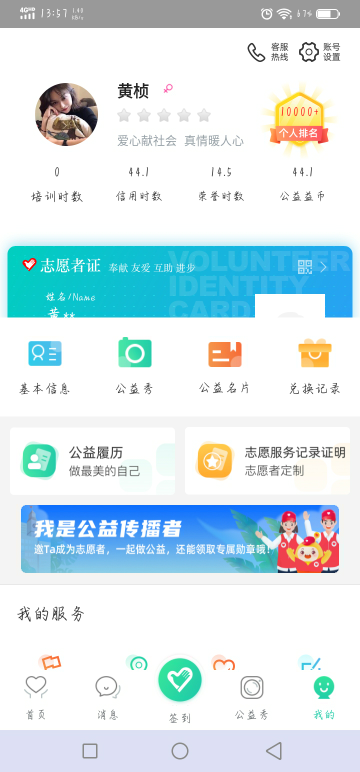 13:57
67%
客服热线
账号设置
黄桢
10000+
个人排名
爱心献社会 真情暖人心
0 44.1 14.5 44.1
培训时数 信用时数 荣誉时数 公益益币
志愿者证 奉献 友爱 互助 进步
VOLUNTEER
IDENTITY
CARD
姓名/Name
黄**
基本信息 公益秀 公益名片 兑换记录
公益履历
做最美的自己
志愿服务记录证明
志愿者定制
我是公益传播者
邀Ta成为志愿者，一起做公益，还能领取专属勋章哦！
我的服务
首页 消息 签到 公益秀 我的